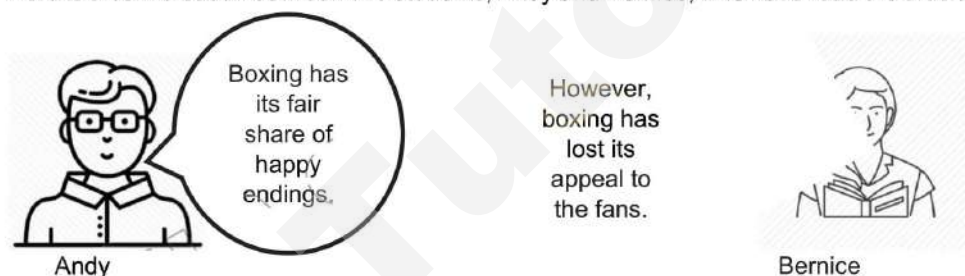 Boxing has
its fair
share of
happy
endings.
However,
boxing has
lost its
appeal to
the fans.
Andy
Bernice